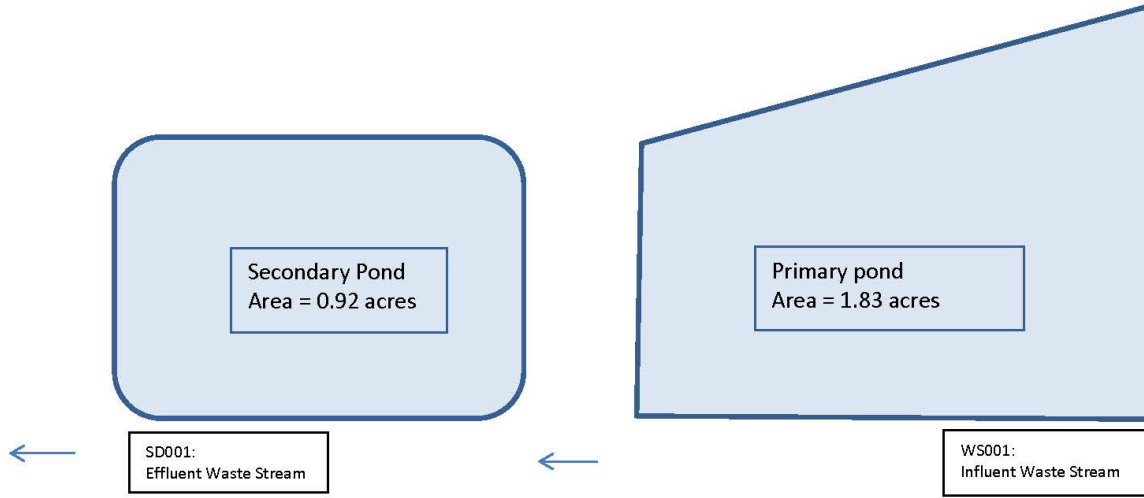 Secondary Pond
Area = 0.92 acres
Primary pond
Area = 1.83 acres
SD001:
Effluent Waste Stream
WS001:
Influent Waste Stream